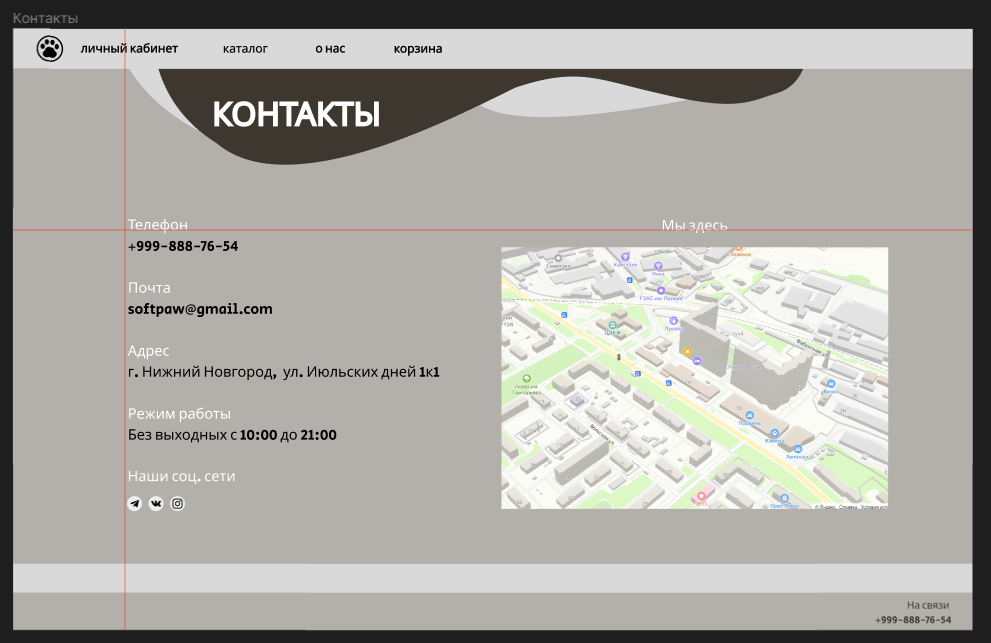 Контакты
личный кабинет каталог о нас корзина
КОНТАКТЫ
Телефон
+999-888-76-54
Почта
softpaw@gmail.com
Адрес
г. Нижний Новгород, ул. Июльских дней 1к1
Режим работы
Без выходных с 10:00 до 21:00
Наши соц. сети
Мы здесь
На связи
+999-888-76-54